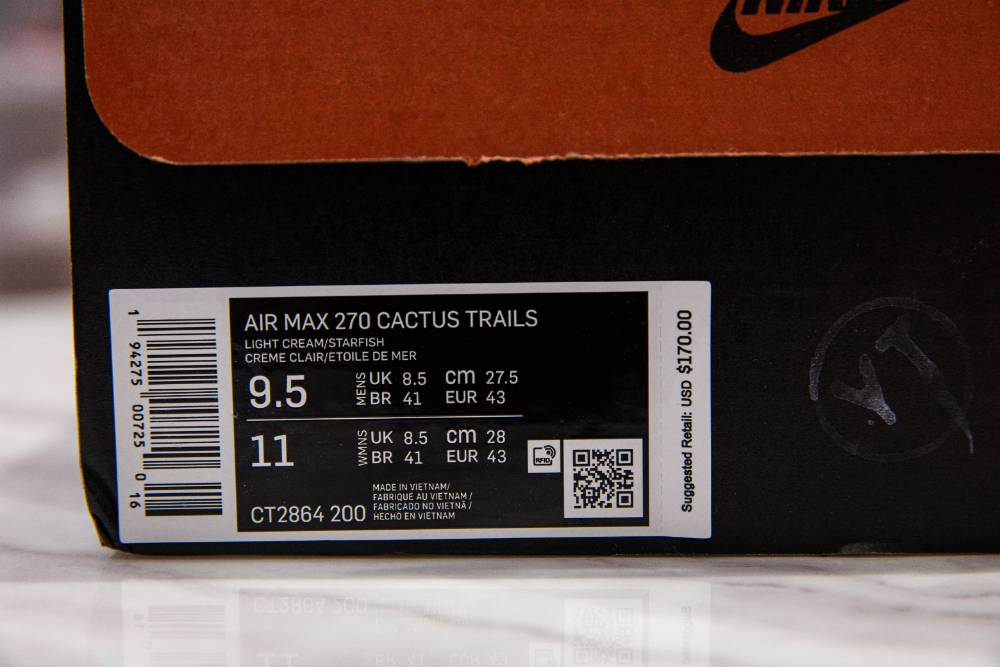 NIKE
AIR MAX 270 CACTUS TRAILS
LIGHT CREAM/STARFISH
CREME CLAIR/ETOILE DE MER
9.5 MENS UK 8.5 cm 27.5
BR 41 EUR 43
11 WMNS UK 8.5 cm 28
BR 41 EUR 43
RFID
CT2864 200
MADE IN VIETNAM/
FABRIQUE AU VIETNAM /
FABRICADO NO VIETNÃ /
HECHO EN VIETNAM
1 94275 00725 0 16
Suggested Retail: USD $170.00